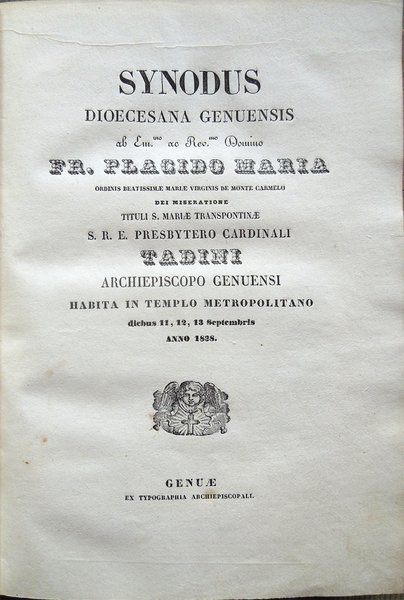 SYNODUS
DIOECESANA GENUENSIS
ab Em.mo ac Rev.mo Domino
FR. PLACIDO MARIA
ORDINIS BEATISSIMÆ MARIÆ VIRGINIS DE MONTE CARMELO
DEI MISERATIONE
TITULI S. MARIÆ TRANSPONTINÆ
S. R. E. PRESBYTERO CARDINALI
TADINI
ARCHIEPISCOPO GENUENSI
HABITA IN TEMPLO METROPOLITANO
diebus 11, 12, 13 Septembris
ANNO 1838.
GENUÆ
EX TYPOGRAPHIA ARCHIEPISCOPALI.